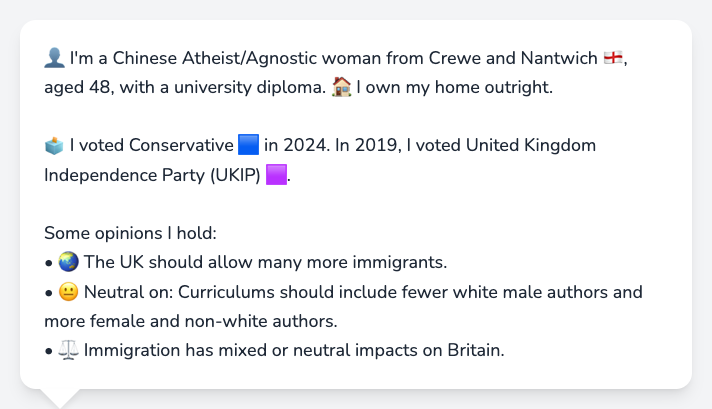 👤 I'm a Chinese Atheist/Agnostic woman from Crewe and Nantwich 🏴󠁧󠁢󠁥󠁮󠁧󠁿,
aged 48, with a university diploma. 🏠 I own my home outright.
🗳️ I voted Conservative 🟦 in 2024. In 2019, I voted United Kingdom
Independence Party (UKIP) 🟪.
Some opinions I hold:
• 🌏 The UK should allow many more immigrants.
• 😐 Neutral on: Curriculums should include fewer white male authors and
more female and non-white authors.
• ⚖️ Immigration has mixed or neutral impacts on Britain.